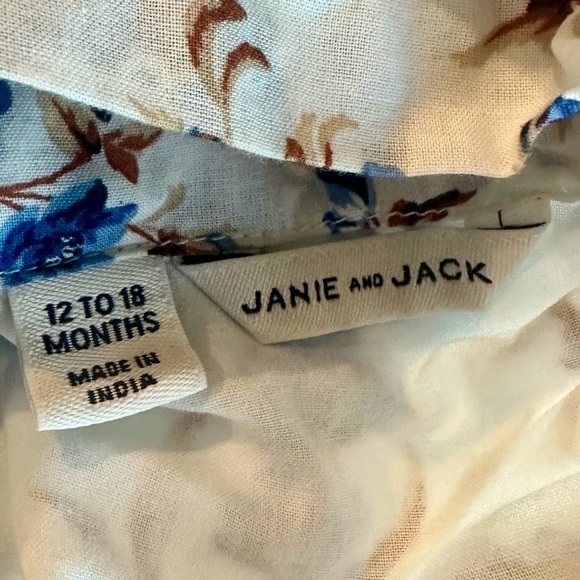 12 TO 18
MONTHS
MADE IN
INDIA
JANIE AND JACK